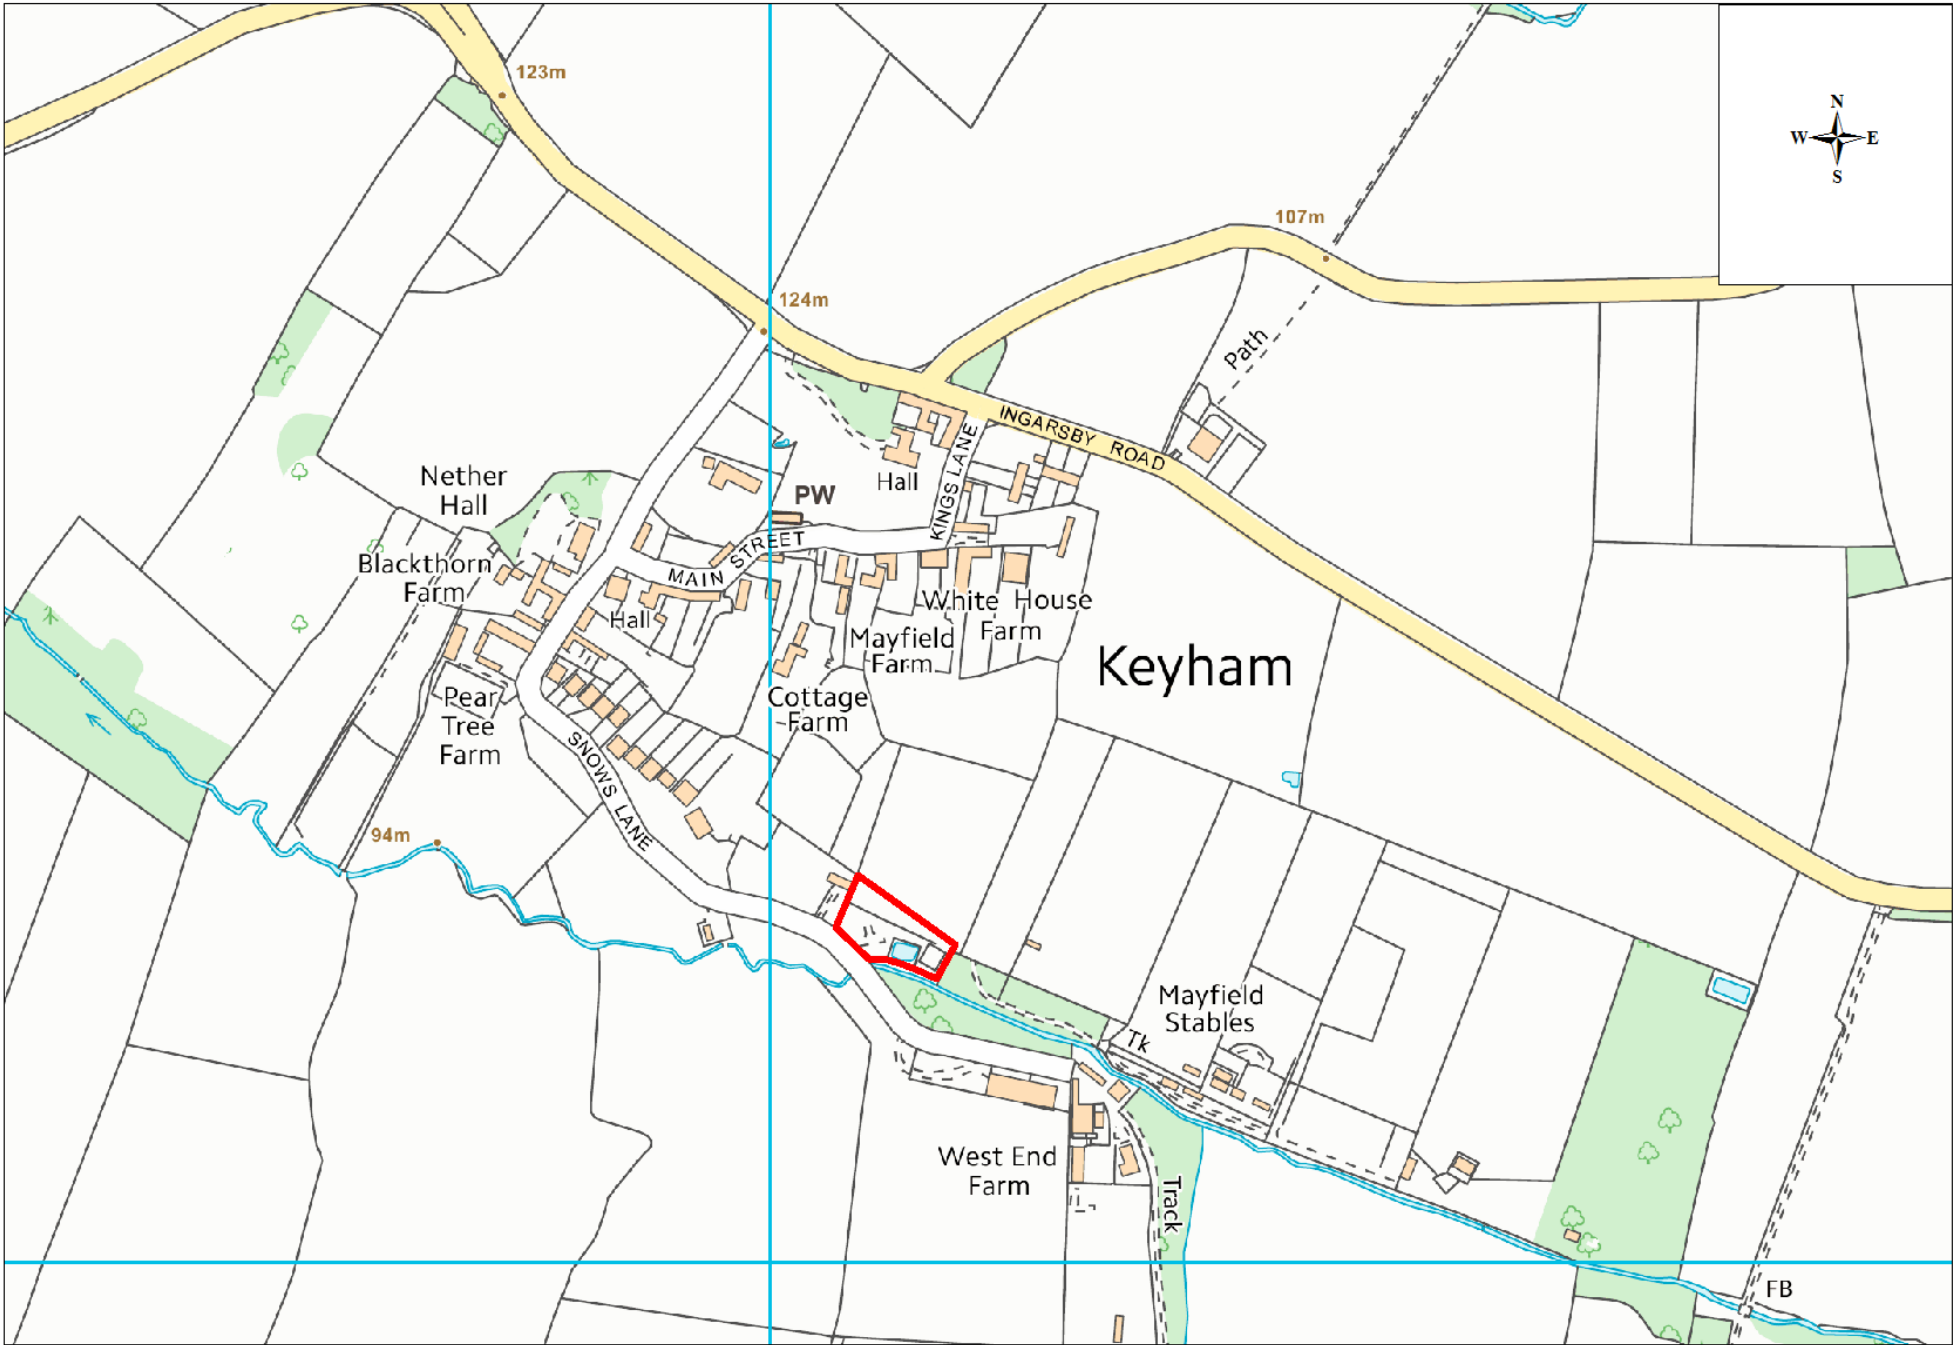 123m
N
W E
S
107m
124m
Path
INGARSBY ROAD
KINGS LANE
Hall
Nether
Hall
PW
MAIN STREET
Blackthorn
Farm
Hall
White House
Farm
Mayfield
Farm
Keyham
Cottage
Farm
Pear
Tree
Farm
SNOWS LANE
94m
Mayfield
Stables
Tk
West End
Farm
Track
FB